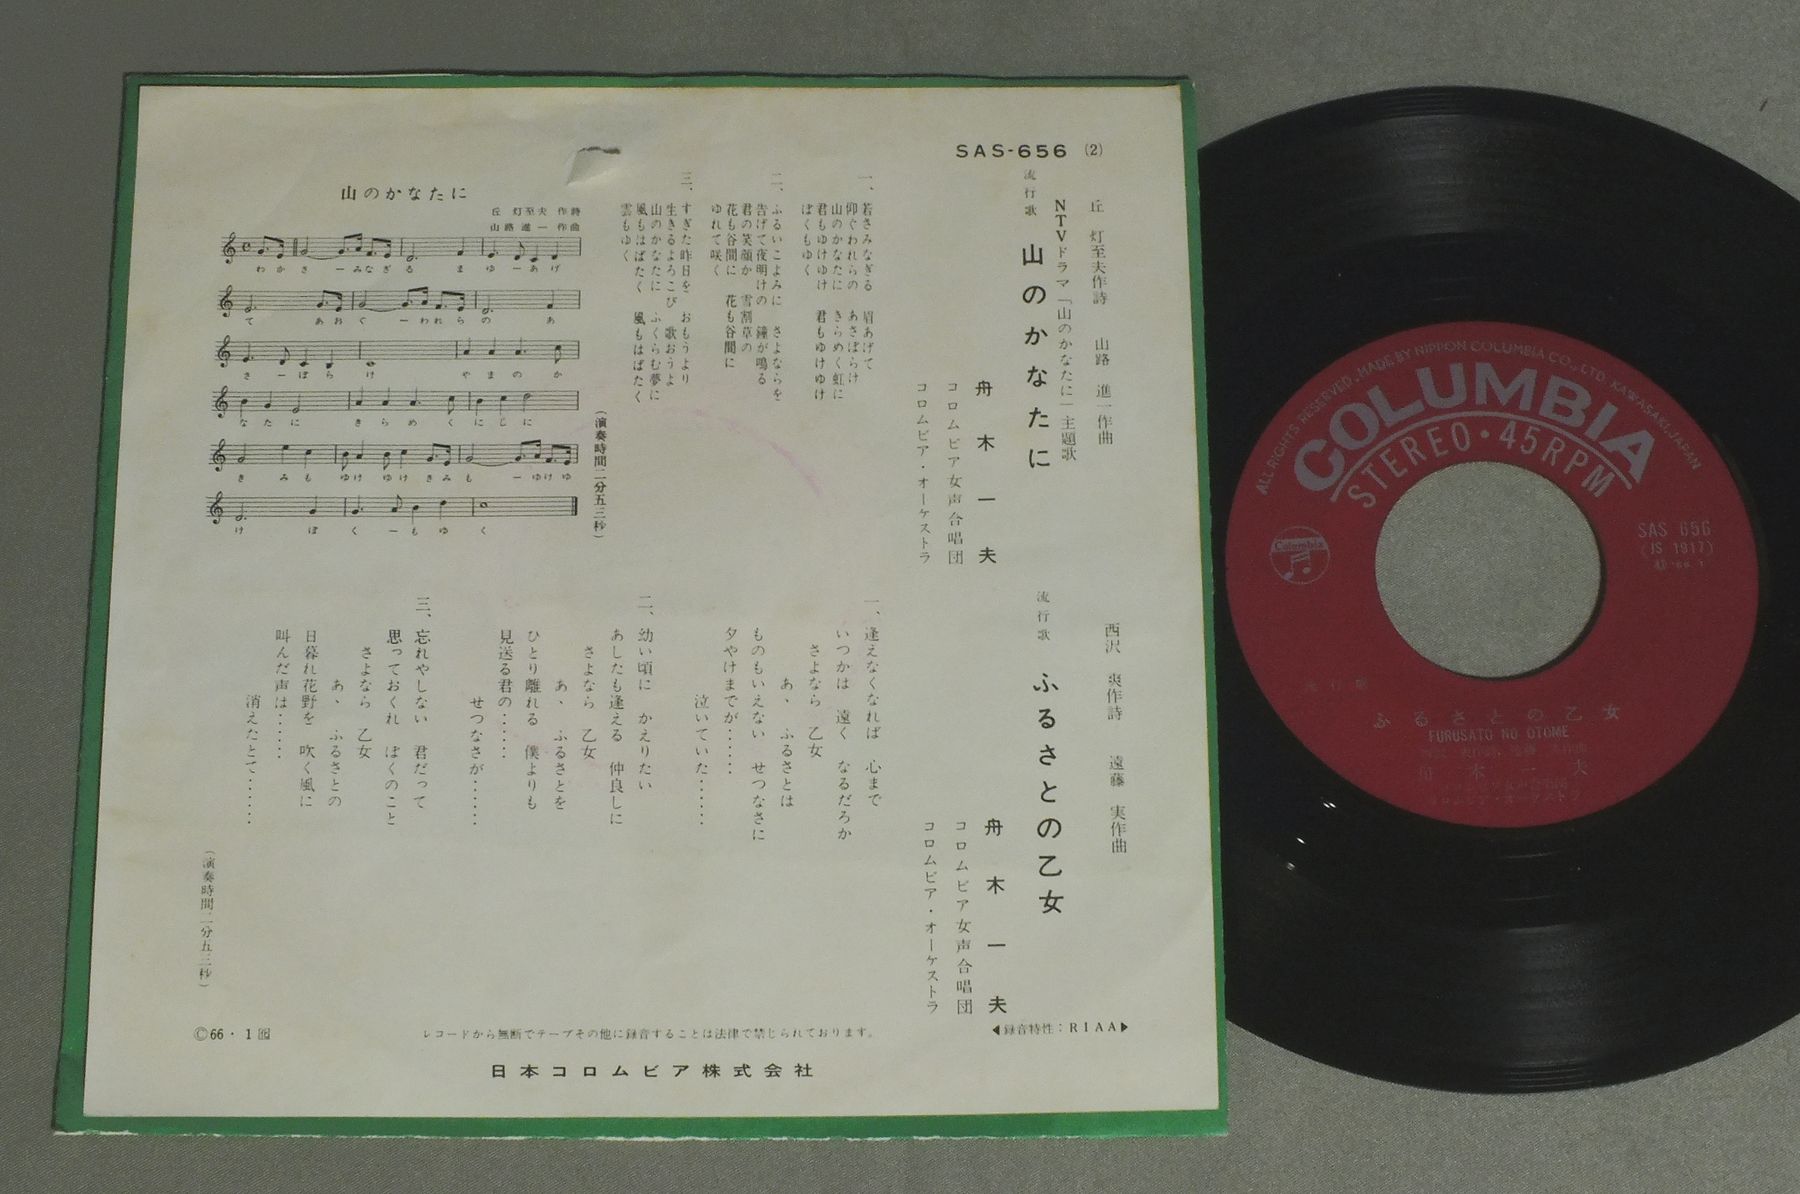 SAS-656 (2)
丘 灯至夫作詩 山路 進一作曲
NTVドラマ「山のかなたに」主題歌
流行歌 山のかなたに
舟木一夫
コロムビア女声合唱団
コロムビア・オーケストラ
一、若さみなぎる 眉あげて
仰ぐわれらの あさぼらけ
山のかなたに きらめく虹に
君もゆけゆけ 君もゆけゆけ
ぼくもゆく
二、ふるいこよみに さよならを
告げて夜明けの 鐘が鳴る
君の笑顔か 雪割草の
花も谷間に 花も谷間に
ゆれて咲く
三、すぎた昨日を おもうより
生きるよろこび 歌おうよ
山のかなたに ふくらむ夢に
風もはばたく 風もはばたく
雲もゆく
(演奏時間二分五三秒)
山のかなたに
丘 灯至夫 作詩
山路 進一 作曲
わかさーみなぎる まゆーあげ
て あおぐーわれらの あ
さーぼらけ やまのか
なたに きらめくにじに
きみも ゆけゆけきみもーゆけゆ
け ぼくーもゆく
西沢 爽作詩 遠藤 実作曲
流行歌 ふるさとの乙女
舟木一夫
コロムビア女声合唱団
コロムビア・オーケストラ
一、逢えなくなれば 心まで
いつかは 遠く なるだろか
さよなら 乙女
あゝ ふるさとは
ものもいえない せつなさに
夕やけまでが……
泣いていた……
二、幼い頃に かえりたい
あしたも逢える 仲良しに
さよなら 乙女
あゝ ふるさとを
ひとり離れる 僕よりも
見送る君の……
せつなさが……
三、忘れやしない 君だって
思っておくれ ぼくのこと
さよなら 乙女
あゝ ふるさとの
日暮れ花野を 吹く風に
叫んだ声は……
消えたとて……
(演奏時間二分五三秒)
◀録音特性:RIAA▶
レコードから無断でテープその他に録音することは法律で禁じられております。
Ⓒ66・1
日本コロムビア株式会社
ALL RIGHTS RESERVED. MADE BY NIPPON COLUMBIA CO., LTD. KAWASAKI, JAPAN
COLUMBIA
STEREO・45RPM
Columbia
SAS 656
(JS 1917)
流行歌
ふるさとの乙女
FURUSATO NO OTOME
舟木一夫
コロムビア・オーケストラ